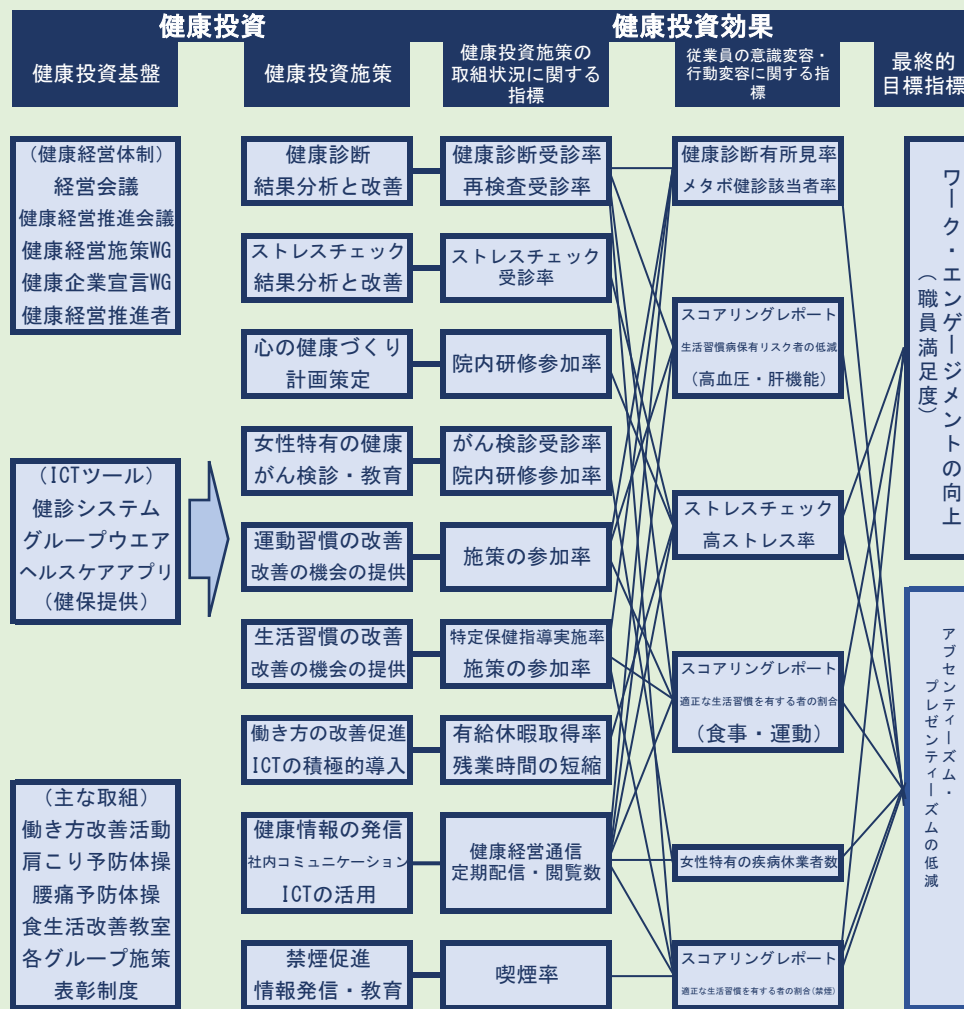 健康投資
健康投資効果
健康投資基盤
健康投資施策
健康投資施策の
取組状況に関する
指標
従業員の意識変容・
行動変容に関する指
標
最終的
目標指標
（健康経営体制）
経営会議
健康経営推進会議
健康経営施策WG
健康企業宣言WG
健康経営推進者
（ICTツール）
健診システム
グループウエア
ヘルスケアアプリ
（健保提供）
（主な取組）
働き方改善活動
肩こり予防体操
腰痛予防体操
食生活改善教室
各グループ施策
表彰制度
健康診断
結果分析と改善
ストレスチェック
結果分析と改善
心の健康づくり
計画策定
女性特有の健康
がん検診・教育
運動習慣の改善
改善の機会の提供
生活習慣の改善
改善の機会の提供
働き方の改善促進
ICTの積極的導入
健康情報の発信
社内コミュニケーション
ICTの活用
禁煙促進
情報発信・教育
健康診断受診率
再検査受診率
ストレスチェック
受診率
院内研修参加率
がん検診受診率
院内研修参加率
施策の参加率
特定保健指導実施率
施策の参加率
有給休暇取得率
残業時間の短縮
健康経営通信
定期配信・閲覧数
喫煙率
健康診断有所見率
メタボ健診該当者率
スコアリングレポート
生活習慣病保有リスク者の低減
（高血圧・肝機能）
ストレスチェック
高ストレス率
スコアリングレポート
適正な生活習慣を有する者の割合
（食事・運動）
女性特有の疾病休業者数
スコアリングレポート
適正な生活習慣を有する者の割合(禁煙)
ワーク・エンゲージメントの向上
（職員満足度）
アブセンティーズム・
プレゼンティーズムの低減